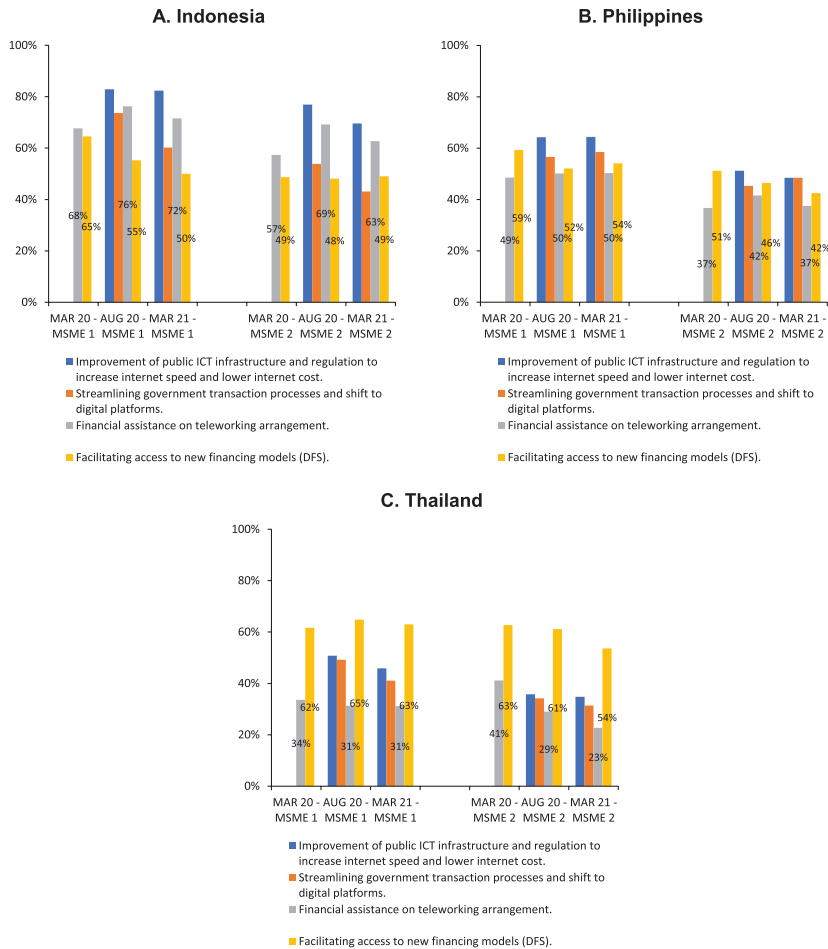 A. Indonesia
100%
80%
60%
40%
20%
0%
68%
65%
76%
55%
72%
50%
57%
49%
69%
48%
63%
49%
MAR 20 - AUG 20 - MAR 21 -
MSME 1 MSME 1 MSME 1
MAR 20 - AUG 20 - MAR 21 -
MSME 2 MSME 2 MSME 2
Improvement of public ICT infrastructure and regulation to
increase internet speed and lower internet cost.
Streamlining government transaction processes and shift to
digital platforms.
Financial assistance on teleworking arrangement.
Facilitating access to new financing models (DFS).
B. Philippines
100%
80%
60%
40%
20%
0%
49%
59%
50%
52%
50%
54%
37%
51%
42%
46%
37%
42%
MAR 20 - AUG 20 - MAR 21 -
MSME 1 MSME 1 MSME 1
MAR 20 - AUG 20 - MAR 21 -
MSME 2 MSME 2 MSME 2
Improvement of public ICT infrastructure and regulation to
increase internet speed and lower internet cost.
Streamlining government transaction processes and shift to
digital platforms.
Financial assistance on teleworking arrangement.
Facilitating access to new financing models (DFS).
C. Thailand
100%
80%
60%
40%
20%
0%
34%
62%
31%
65%
31%
63%
41%
63%
29%
61%
23%
54%
MAR 20 - AUG 20 - MAR 21 -
MSME 1 MSME 1 MSME 1
MAR 20 - AUG 20 - MAR 21 -
MSME 2 MSME 2 MSME 2
Improvement of public ICT infrastructure and regulation to
increase internet speed and lower internet cost.
Streamlining government transaction processes and shift to
digital platforms.
Financial assistance on teleworking arrangement.
Facilitating access to new financing models (DFS).